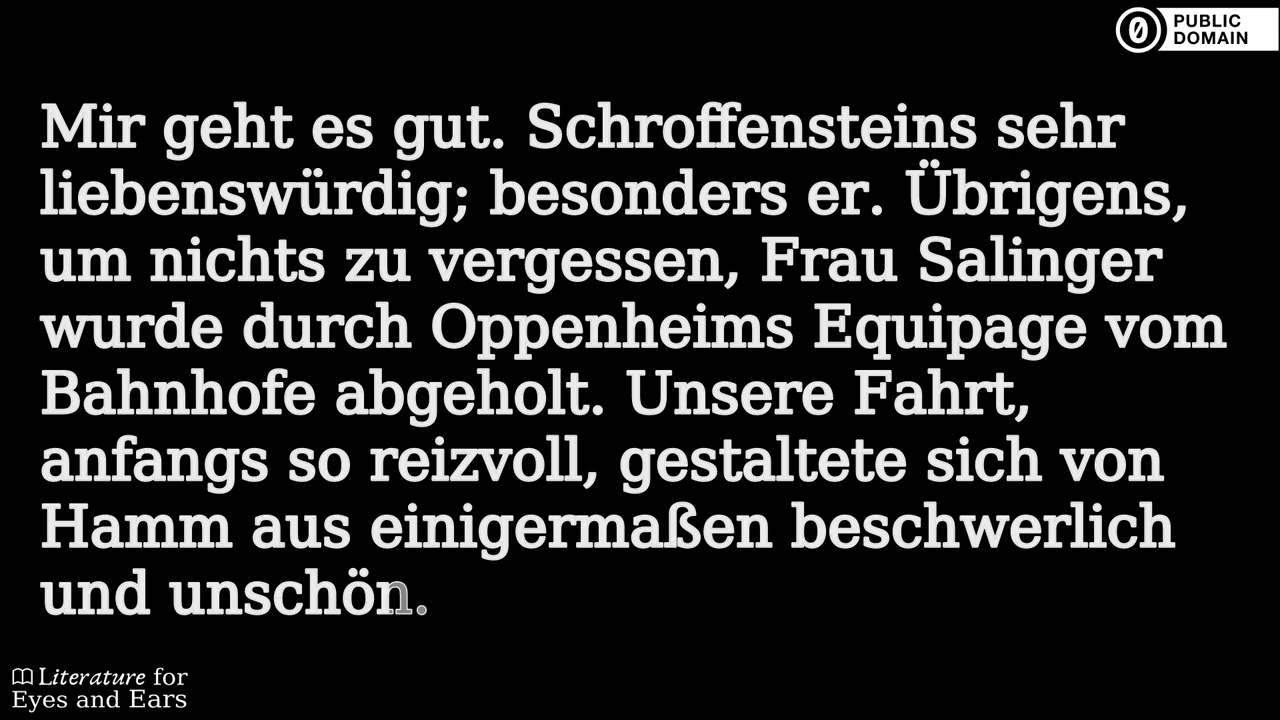 PUBLIC
DOMAIN
Mir geht es gut. Schroffensteins sehr
liebenswürdig; besonders er. Übrigens,
um nichts zu vergessen, Frau Salinger
wurde durch Oppenheims Equipage vom
Bahnhofe abgeholt. Unsere Fahrt,
anfangs so reizvoll, gestaltete sich von
Hamm aus einigermaßen beschwerlich
und unschön.
Literature for
Eyes and Ears